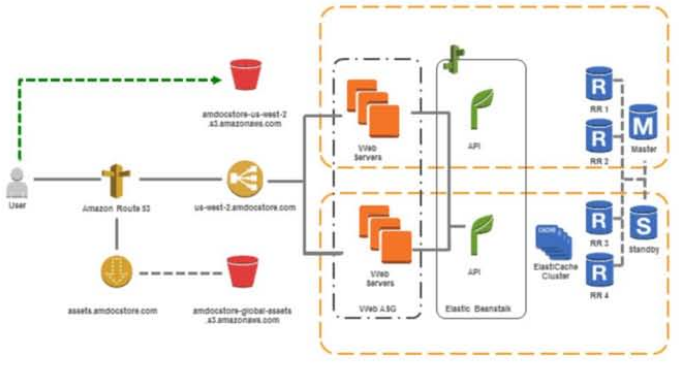 amdocstore-us-west-2
.s3.amazonaws.com
User
Amazon Route 53
us-west-2.amdocstore.com
assets.amdocstore.com
amdocstore-global-assets
.s3.amazonaws.com
Web
Servers
Web
Servers
Web ASG
API
API
Elastic Beanstalk
CACHE
ElastiCache
Cluster
R
RR 1
R
RR 2
M
Master
R
RR 3
S
Standby
R
RR 4